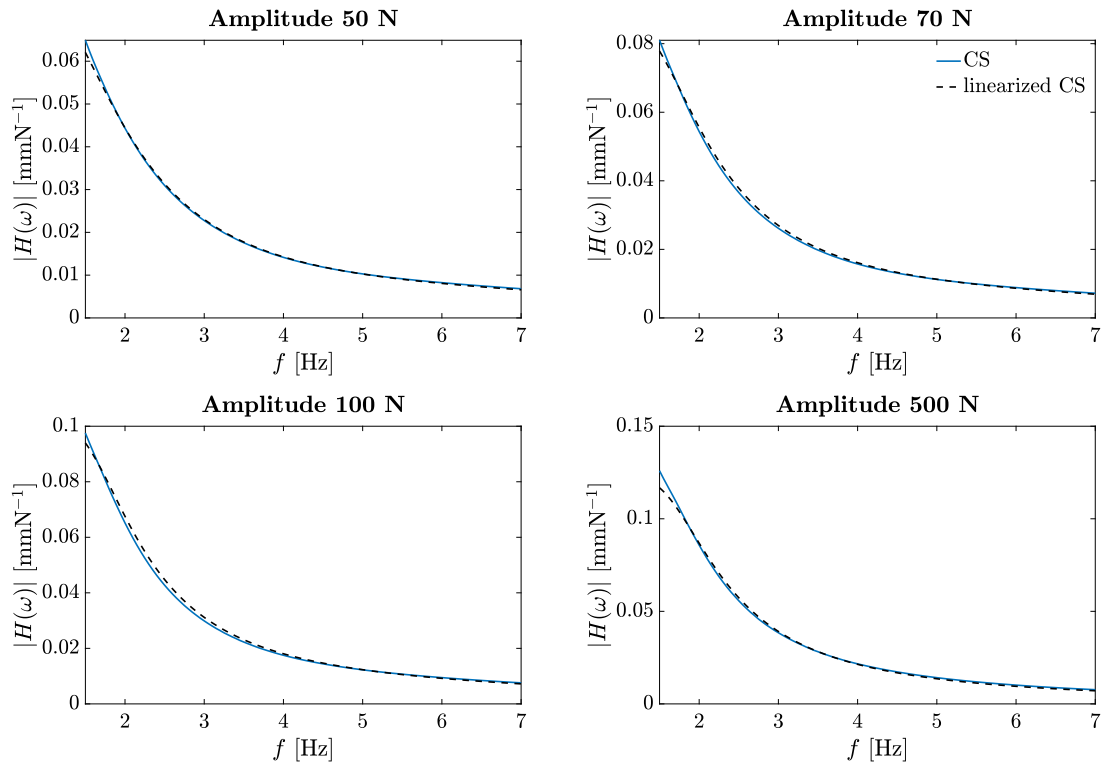 Amplitude 50 N
0.06
0.05
0.04
0.03
0.02
0.01
0
|H(ω)| [mmN⁻¹]
2 3 4 5 6 7
f [Hz]
Amplitude 70 N
CS
linearized CS
0.08
0.06
0.04
0.02
0
|H(ω)| [mmN⁻¹]
2 3 4 5 6 7
f [Hz]
Amplitude 100 N
0.1
0.08
0.06
0.04
0.02
0
|H(ω)| [mmN⁻¹]
2 3 4 5 6 7
f [Hz]
Amplitude 500 N
0.15
0.1
0.05
0
|H(ω)| [mmN⁻¹]
2 3 4 5 6 7
f [Hz]